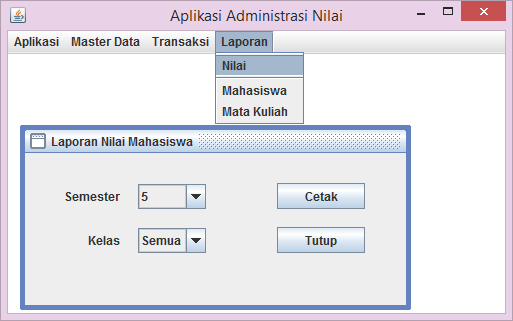 Aplikasi Administrasi Nilai
Aplikasi Master Data Transaksi Laporan
Nilai
Mahasiswa
Mata Kuliah
Laporan Nilai Mahasiswa
Semester 5 Cetak
Kelas Semua Tutup